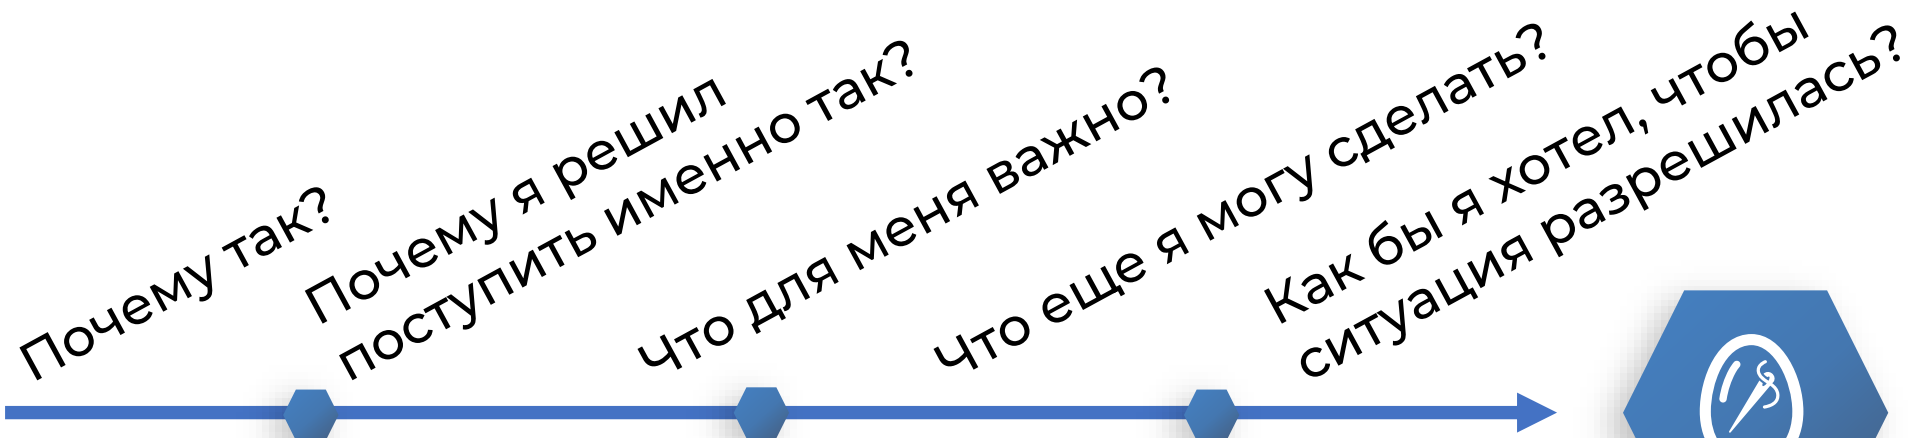 Почему так?
Почему я решил
поступить именно так?
Что для меня важно?
Что еще я могу сделать?
Как бы я хотел, чтобы
ситуация разрешилась?